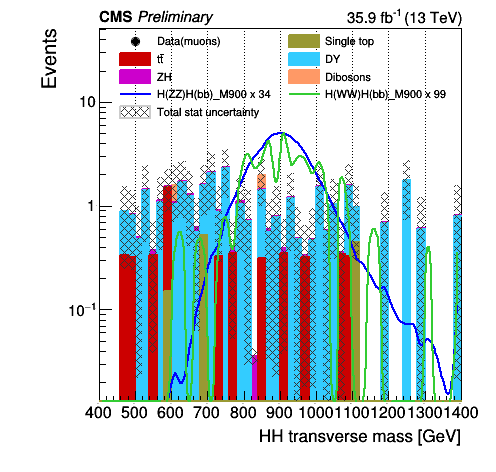 CMS Preliminary 35.9 fb⁻¹ (13 TeV)
Events
Data(muons) Single top
tt̄ DY
ZH Dibosons
H(ZZ)H(bb)_M900 x 34 H(WW)H(bb)_M900 x 99
Total stat uncertainty
10
1
10⁻¹
400 500 600 700 800 900 1000 1100 1200 1300 1400
HH transverse mass [GeV]